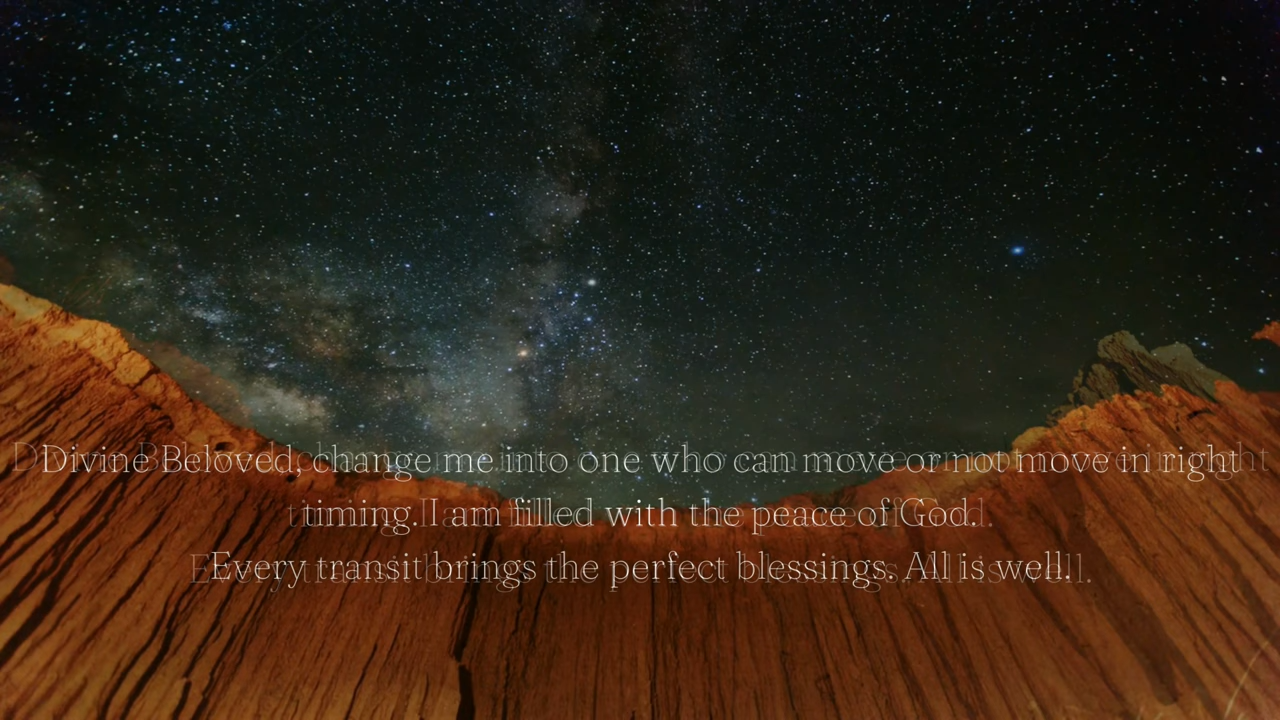 Divine Beloved, change me into one who can move or not move in right
timing. I am filled with the peace of God.
Every transit brings the perfect blessings. All is well.